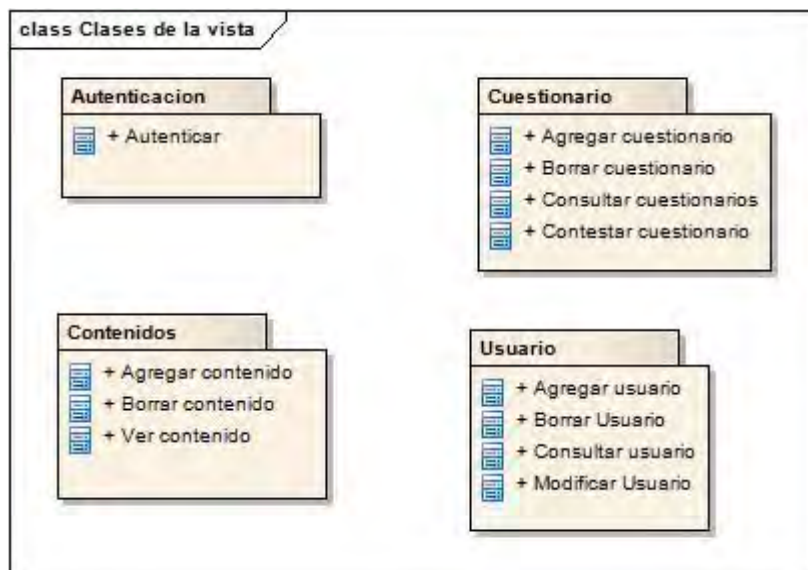 class Clases de la vista
Autenticacion
+ Autenticar
Cuestionario
+ Agregar cuestionario
+ Borrar cuestionario
+ Consultar cuestionarios
+ Contestar cuestionario
Contenidos
+ Agregar contenido
+ Borrar contenido
+ Ver contenido
Usuario
+ Agregar usuario
+ Borrar Usuario
+ Consultar usuario
+ Modificar Usuario